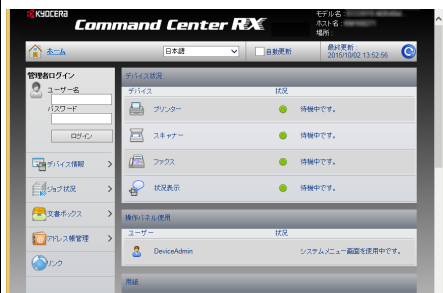 KYOCERA
Command Center RX
モデル名 :
ホスト名 :
場所 :
ホーム
日本語
自動更新:
最終更新 :
2015/10/02 13:52:56
管理者ログイン
ユーザー名
パスワード
ログイン
デバイス情報
ジョブ状況
文書ボックス
アドレス帳管理
リンク
デバイス状況
デバイス 状況
プリンター 待機中です。
スキャナー 待機中です。
ファクス 待機中です。
状況表示 待機中です。
操作パネル使用
ユーザー 状況
DeviceAdmin システムメニュー画面を使用中です。
用紙